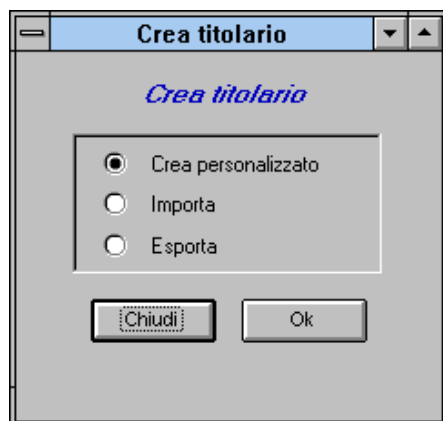 Crea titolario
Crea titolario
Crea personalizzato
Importa
Esporta
Chiudi Ok